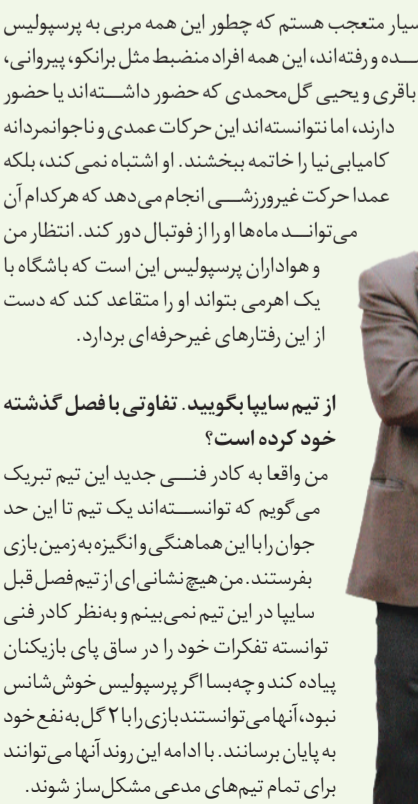 سیار متعجب هستم که چطور این همه مربی به پرسپولیس
ـده و رفته‌اند، این همه افراد منضبط مثل برانکو، پیروانی،
باقری و یحیی گل‌محمدی که حضور داشته‌اند یا حضور
دارند، اما نتوانسته‌اند این حرکات عمدی و ناجوانمردانه
کامیابی‌نیا را خاتمه ببخشند. او اشتباه نمی‌کند، بلکه
عمدا حرکت غیرورزشی انجام می‌دهد که هرکدام آن
می‌تواند ماه‌ها او را از فوتبال دور کند. انتظار من
و هواداران پرسپولیس این است که باشگاه با
یک اهرمی بتواند او را متقاعد کند که دست
از این رفتارهای غیرحرفه‌ای بردارد.
از تیم سایپا بگویید. تفاوتی با فصل گذشته
خود کرده است؟
من واقعا به کادر فنی جدید این تیم تبریک
می‌گویم که توانسته‌اند یک تیم تا این حد
جوان را با این هماهنگی و انگیزه به زمین بازی
بفرستند. من هیچ نشانی‌ای از تیم فصل قبل
سایپا در این تیم نمی‌بینم و به‌نظر کادر فنی
توانسته تفکرات خود را در ساق پای بازیکنان
پیاده کند و چه‌بسا اگر پرسپولیس خوش‌شانس
نبود، آنها می‌توانستند بازی را با ۲ گل به نفع خود
به پایان برسانند. با ادامه این روند آنها می‌توانند
برای تمام تیم‌های مدعی مشکل‌ساز شوند.